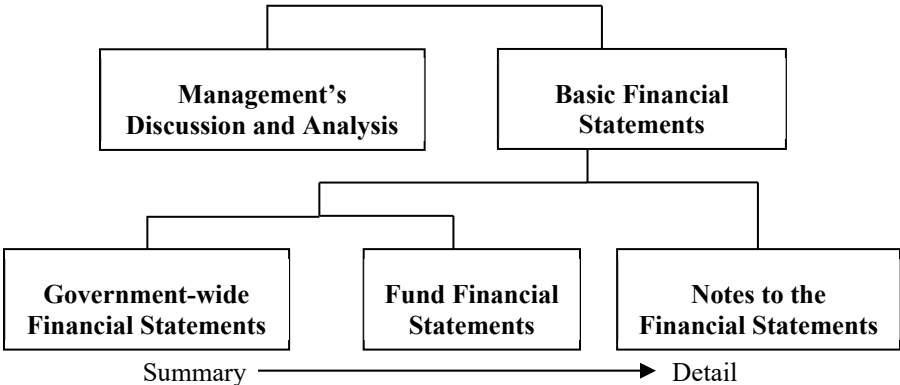 Management’s
Discussion and Analysis
Basic Financial
Statements
Government-wide
Financial Statements
Fund Financial
Statements
Notes to the
Financial Statements
Summary
Detail